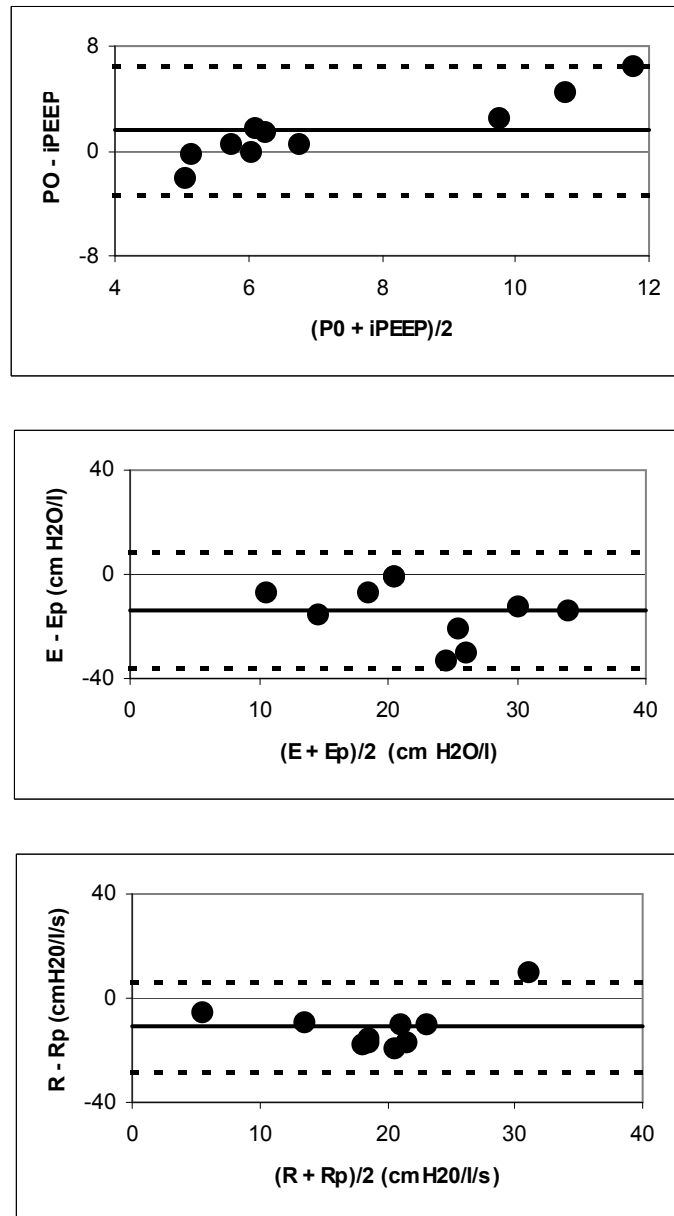 8
0
-8
PO - iPEEP
4 6 8 10 12
(P0 + iPEEP)/2
40
0
-40
E - Ep (cm H2O/l)
0 10 20 30 40
(E + Ep)/2 (cm H2O/l)
40
0
-40
R - Rp (cmH20/l/s)
0 10 20 30 40
(R + Rp)/2 (cmH20/l/s)